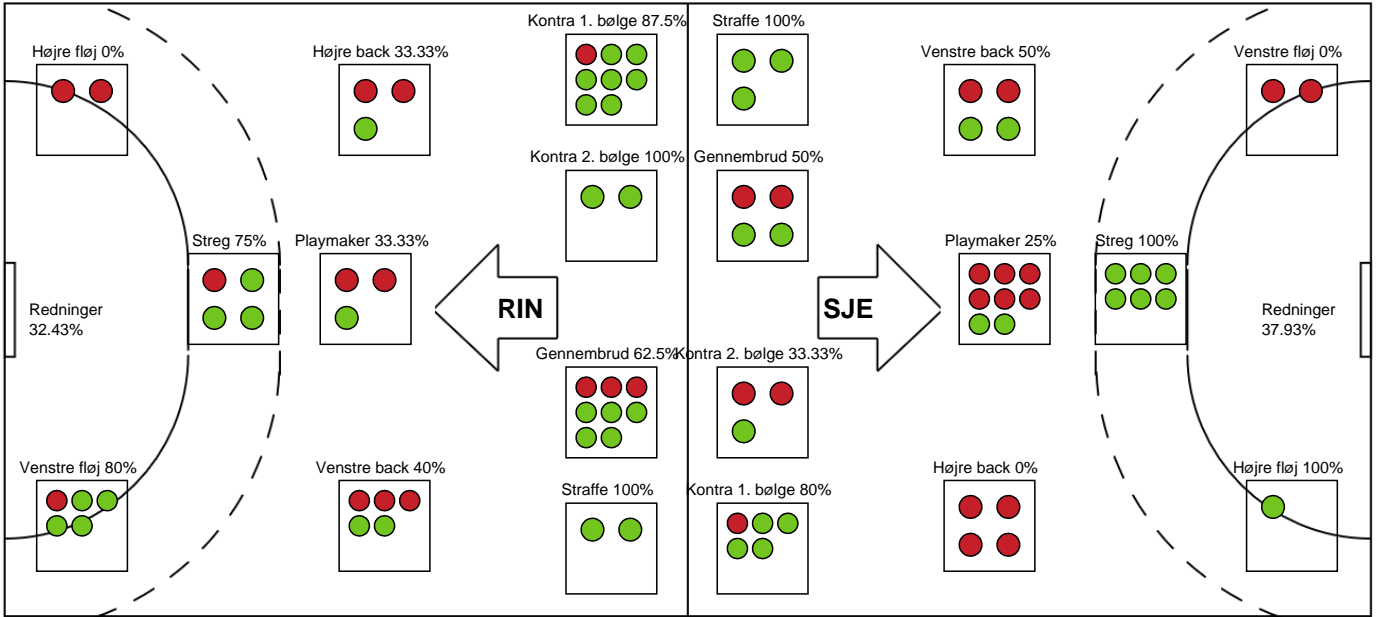 Kontra 1. bølge 87.5%
Straffe 100%
Højre fløj 0%
Højre back 33.33%
Venstre back 50%
Venstre fløj 0%
Kontra 2. bølge 100%
Gennembrud 50%
Streg 75%
Playmaker 33.33%
Playmaker 25%
Streg 100%
Redninger
32.43%
RIN
SJE
Redninger
37.93%
Gennembrud 62.5%
Kontra 2. bølge 33.33%
Venstre fløj 80%
Venstre back 40%
Højre back 0%
Højre fløj 100%
Straffe 100%
Kontra 1. bølge 80%